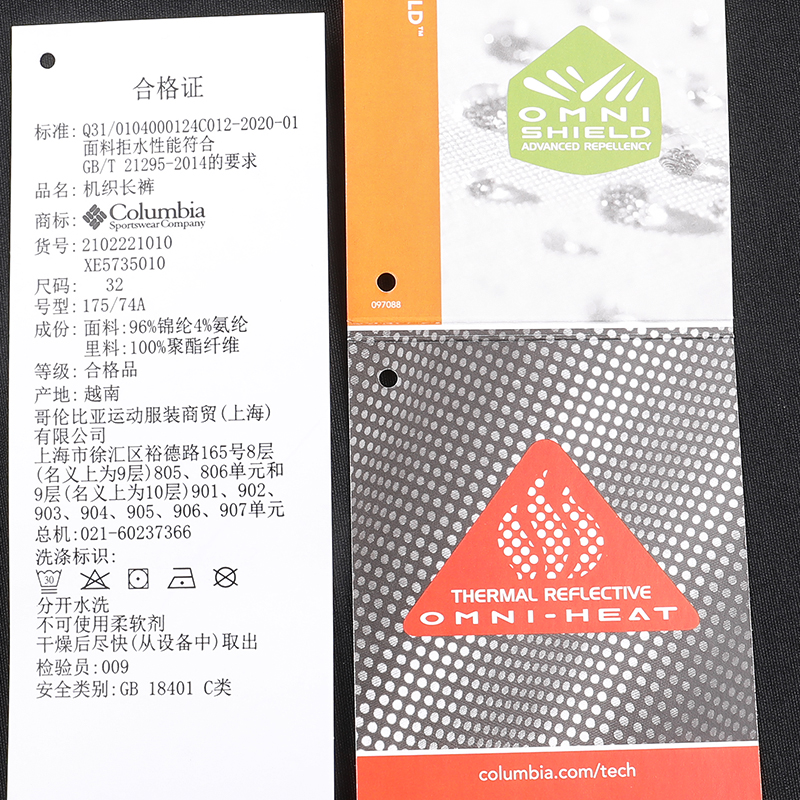 合格证
标准: Q31/0104000124C012-2020-01
面料拒水性能符合
GB/T 21295-2014的要求
品名: 机织长裤
商标: Columbia
Sportswear Company
货号: 2102221010
XE5735010
尺码: 32
号型: 175/74A
成份: 面料:96%锦纶4%氨纶
里料:100%聚酯纤维
等级: 合格品
产地: 越南
哥伦比亚运动服装商贸(上海)
有限公司
上海市徐汇区裕德路165号8层
(名义上为9层)805、806单元和
9层(名义上为10层)901、902、
903、904、905、906、907单元
总机:021-60237366
洗涤标识:
30
分开水洗
不可使用柔软剂
干燥后尽快(从设备中)取出
检验员:009
安全类别:GB 18401 C类
LD™
OMNI
SHIELD
ADVANCED REPELLENCY
097088
THERMAL REFLECTIVE
OMNI-HEAT
columbia.com/tech